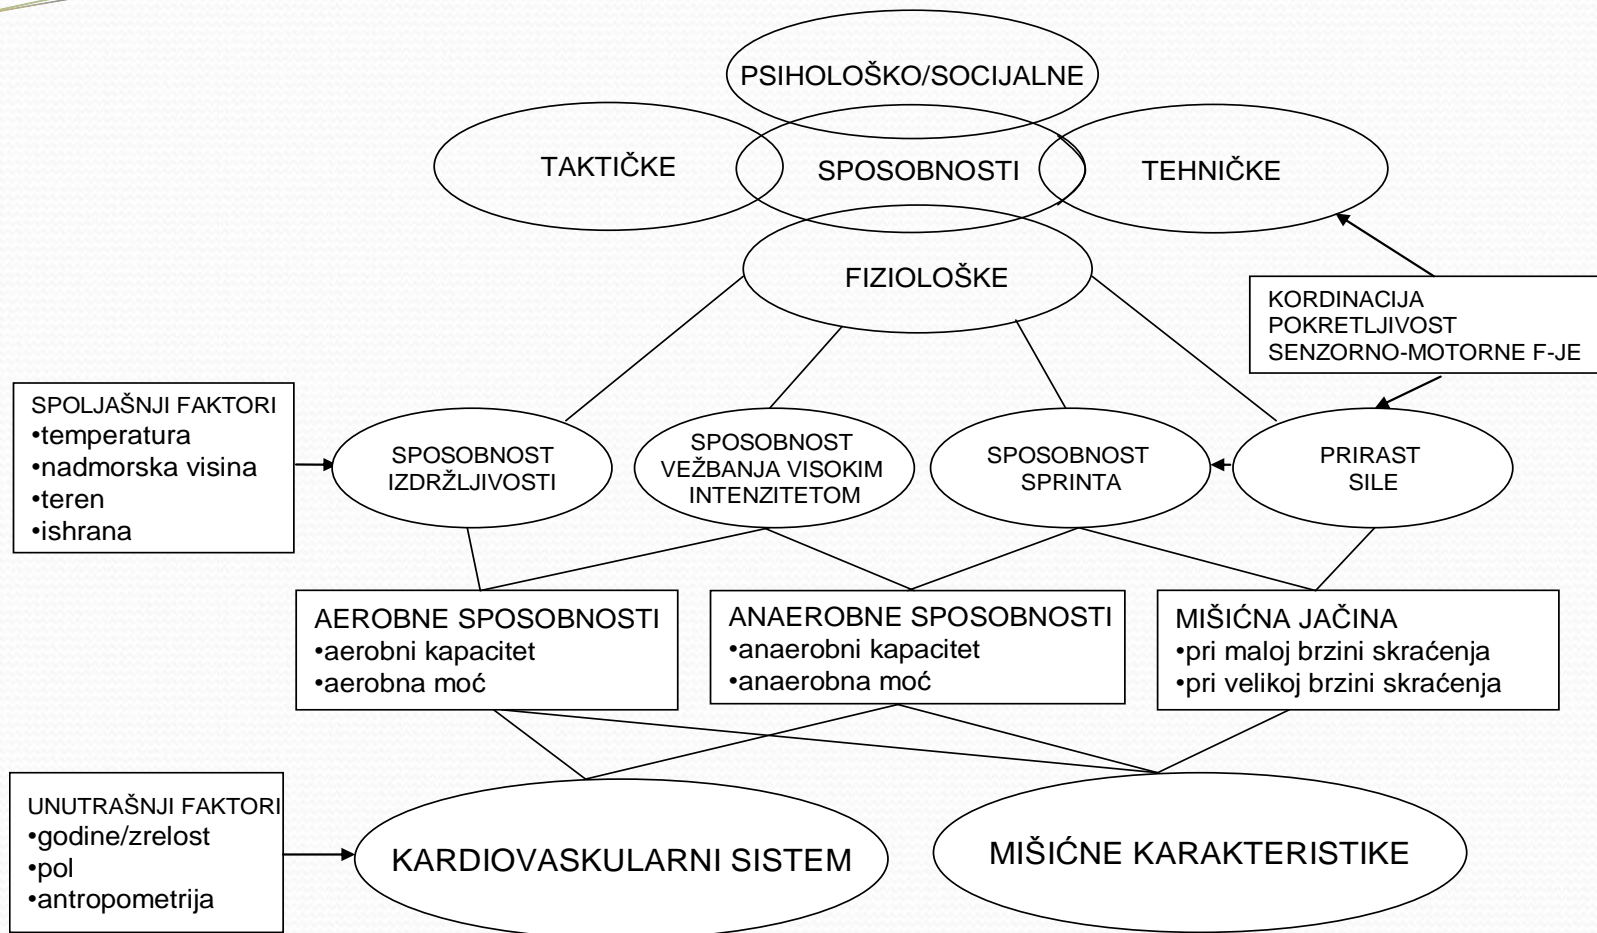 PSIHOLOŠKO/SOCIJALNE
TAKTIČKE
SPOSOBNOSTI
TEHNIČKE
FIZIOLOŠKE
KORDINACIJA
POKRETLJIVOST
SENZORNO-MOTORNE F-JE
SPOLJAŠNJI FAKTORI
•temperatura
•nadmorska visina
•teren
•ishrana
SPOSOBNOST
IZDRŽLJIVOSTI
SPOSOBNOST
VEŽBANJA VISOKIM
INTENZITETOM
SPOSOBNOST
SPRINTA
PRIRAST
SILE
AEROBNE SPOSOBNOSTI
•aerobni kapacitet
•aerobna moć
ANAEROBNE SPOSOBNOSTI
•anaerobni kapacitet
•anaerobna moć
MIŠIĆNA JAČINA
•pri maloj brzini skraćenja
•pri velikoj brzini skraćenja
UNUTRAŠNJI FAKTORI
•godine/zrelost
•pol
•antropometrija
KARDIOVASKULARNI SISTEM
MIŠIĆNE KARAKTERISTIKE